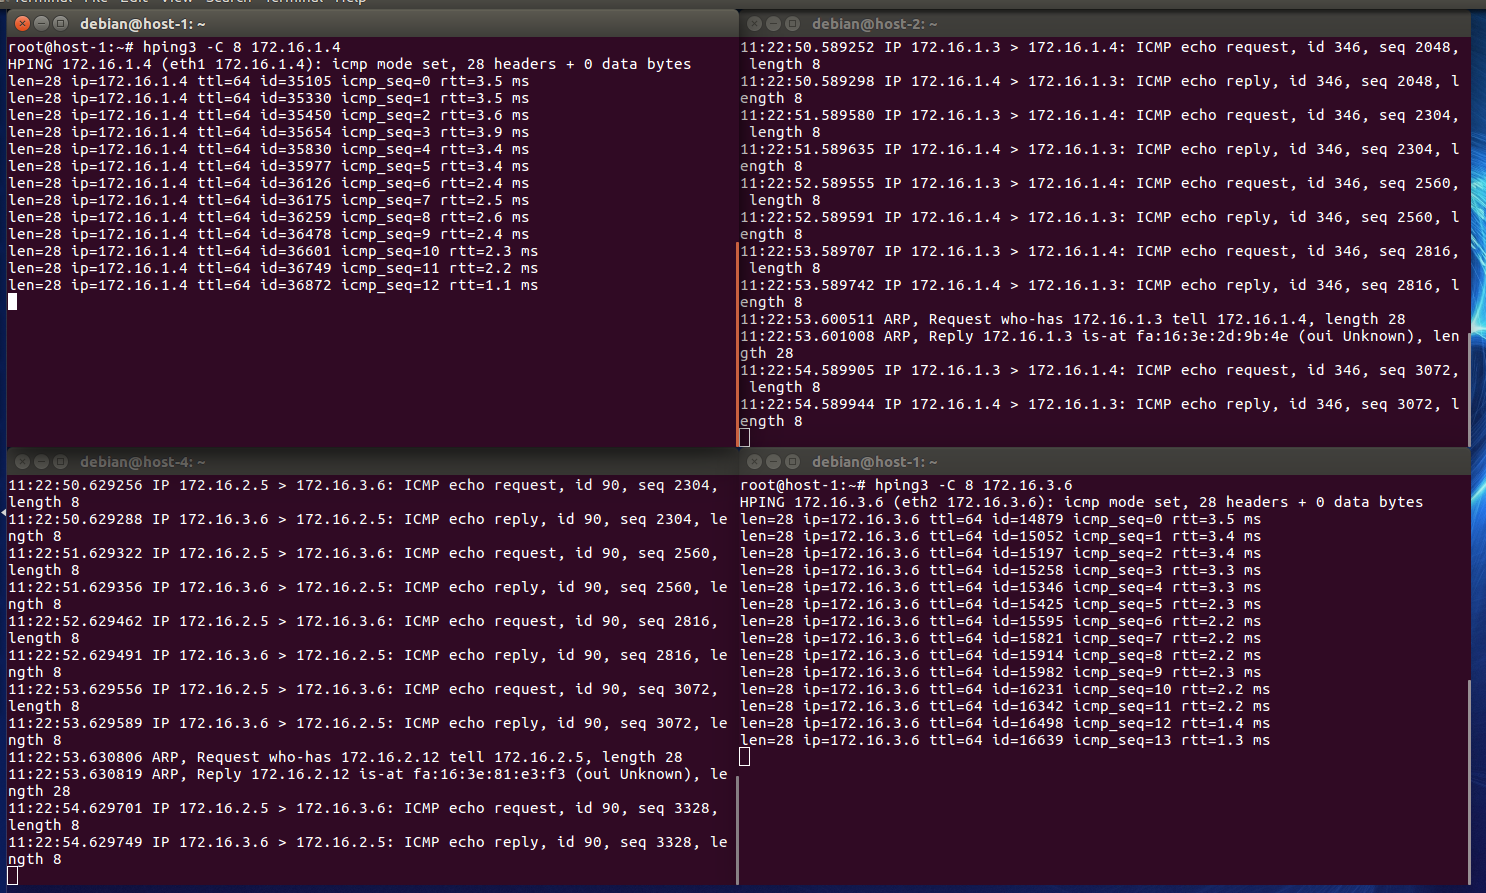 Terminal File Edit View Search Terminal Help
debian@host-1: ~
root@host-1:~# hping3 -C 8 172.16.1.4
HPING 172.16.1.4 (eth1 172.16.1.4): icmp mode set, 28 headers + 0 data bytes
len=28 ip=172.16.1.4 ttl=64 id=35105 icmp_seq=0 rtt=3.5 ms
len=28 ip=172.16.1.4 ttl=64 id=35330 icmp_seq=1 rtt=3.5 ms
len=28 ip=172.16.1.4 ttl=64 id=35450 icmp_seq=2 rtt=3.6 ms
len=28 ip=172.16.1.4 ttl=64 id=35654 icmp_seq=3 rtt=3.9 ms
len=28 ip=172.16.1.4 ttl=64 id=35830 icmp_seq=4 rtt=3.4 ms
len=28 ip=172.16.1.4 ttl=64 id=35977 icmp_seq=5 rtt=3.4 ms
len=28 ip=172.16.1.4 ttl=64 id=36126 icmp_seq=6 rtt=2.4 ms
len=28 ip=172.16.1.4 ttl=64 id=36175 icmp_seq=7 rtt=2.5 ms
len=28 ip=172.16.1.4 ttl=64 id=36259 icmp_seq=8 rtt=2.6 ms
len=28 ip=172.16.1.4 ttl=64 id=36478 icmp_seq=9 rtt=2.4 ms
len=28 ip=172.16.1.4 ttl=64 id=36601 icmp_seq=10 rtt=2.3 ms
len=28 ip=172.16.1.4 ttl=64 id=36749 icmp_seq=11 rtt=2.2 ms
len=28 ip=172.16.1.4 ttl=64 id=36872 icmp_seq=12 rtt=1.1 ms
debian@host-2: ~
11:22:50.589252 IP 172.16.1.3 > 172.16.1.4: ICMP echo request, id 346, seq 2048,
 length 8
11:22:50.589298 IP 172.16.1.4 > 172.16.1.3: ICMP echo reply, id 346, seq 2048, l
ength 8
11:22:51.589580 IP 172.16.1.3 > 172.16.1.4: ICMP echo request, id 346, seq 2304,
 length 8
11:22:51.589635 IP 172.16.1.4 > 172.16.1.3: ICMP echo reply, id 346, seq 2304, l
ength 8
11:22:52.589555 IP 172.16.1.3 > 172.16.1.4: ICMP echo request, id 346, seq 2560,
 length 8
11:22:52.589591 IP 172.16.1.4 > 172.16.1.3: ICMP echo reply, id 346, seq 2560, l
ength 8
11:22:53.589707 IP 172.16.1.3 > 172.16.1.4: ICMP echo request, id 346, seq 2816,
 length 8
11:22:53.589742 IP 172.16.1.4 > 172.16.1.3: ICMP echo reply, id 346, seq 2816, l
ength 8
11:22:53.600511 ARP, Request who-has 172.16.1.3 tell 172.16.1.4, length 28
11:22:53.601008 ARP, Reply 172.16.1.3 is-at fa:16:3e:2d:9b:4e (oui Unknown), len
gth 28
11:22:54.589905 IP 172.16.1.3 > 172.16.1.4: ICMP echo request, id 346, seq 3072,
 length 8
11:22:54.589944 IP 172.16.1.4 > 172.16.1.3: ICMP echo reply, id 346, seq 3072, l
ength 8
debian@host-4: ~
11:22:50.629256 IP 172.16.2.5 > 172.16.3.6: ICMP echo request, id 90, seq 2304,
length 8
11:22:50.629288 IP 172.16.3.6 > 172.16.2.5: ICMP echo reply, id 90, seq 2304, le
ngth 8
11:22:51.629322 IP 172.16.2.5 > 172.16.3.6: ICMP echo request, id 90, seq 2560,
length 8
11:22:51.629356 IP 172.16.3.6 > 172.16.2.5: ICMP echo reply, id 90, seq 2560, le
ngth 8
11:22:52.629462 IP 172.16.2.5 > 172.16.3.6: ICMP echo request, id 90, seq 2816,
length 8
11:22:52.629491 IP 172.16.3.6 > 172.16.2.5: ICMP echo reply, id 90, seq 2816, le
ngth 8
11:22:53.629556 IP 172.16.2.5 > 172.16.3.6: ICMP echo request, id 90, seq 3072,
length 8
11:22:53.629589 IP 172.16.3.6 > 172.16.2.5: ICMP echo reply, id 90, seq 3072, le
ngth 8
11:22:53.630806 ARP, Request who-has 172.16.2.12 tell 172.16.2.5, length 28
11:22:53.630819 ARP, Reply 172.16.2.12 is-at fa:16:3e:81:e3:f3 (oui Unknown), le
ngth 28
11:22:54.629701 IP 172.16.2.5 > 172.16.3.6: ICMP echo request, id 90, seq 3328,
length 8
11:22:54.629749 IP 172.16.3.6 > 172.16.2.5: ICMP echo reply, id 90, seq 3328, le
ngth 8
debian@host-1: ~
root@host-1:~# hping3 -C 8 172.16.3.6
HPING 172.16.3.6 (eth2 172.16.3.6): icmp mode set, 28 headers + 0 data bytes
len=28 ip=172.16.3.6 ttl=64 id=14879 icmp_seq=0 rtt=3.5 ms
len=28 ip=172.16.3.6 ttl=64 id=15052 icmp_seq=1 rtt=3.4 ms
len=28 ip=172.16.3.6 ttl=64 id=15197 icmp_seq=2 rtt=3.4 ms
len=28 ip=172.16.3.6 ttl=64 id=15258 icmp_seq=3 rtt=3.3 ms
len=28 ip=172.16.3.6 ttl=64 id=15346 icmp_seq=4 rtt=3.3 ms
len=28 ip=172.16.3.6 ttl=64 id=15425 icmp_seq=5 rtt=2.3 ms
len=28 ip=172.16.3.6 ttl=64 id=15595 icmp_seq=6 rtt=2.2 ms
len=28 ip=172.16.3.6 ttl=64 id=15821 icmp_seq=7 rtt=2.2 ms
len=28 ip=172.16.3.6 ttl=64 id=15914 icmp_seq=8 rtt=2.2 ms
len=28 ip=172.16.3.6 ttl=64 id=15982 icmp_seq=9 rtt=2.3 ms
len=28 ip=172.16.3.6 ttl=64 id=16231 icmp_seq=10 rtt=2.2 ms
len=28 ip=172.16.3.6 ttl=64 id=16342 icmp_seq=11 rtt=2.2 ms
len=28 ip=172.16.3.6 ttl=64 id=16498 icmp_seq=12 rtt=1.4 ms
len=28 ip=172.16.3.6 ttl=64 id=16639 icmp_seq=13 rtt=1.3 ms